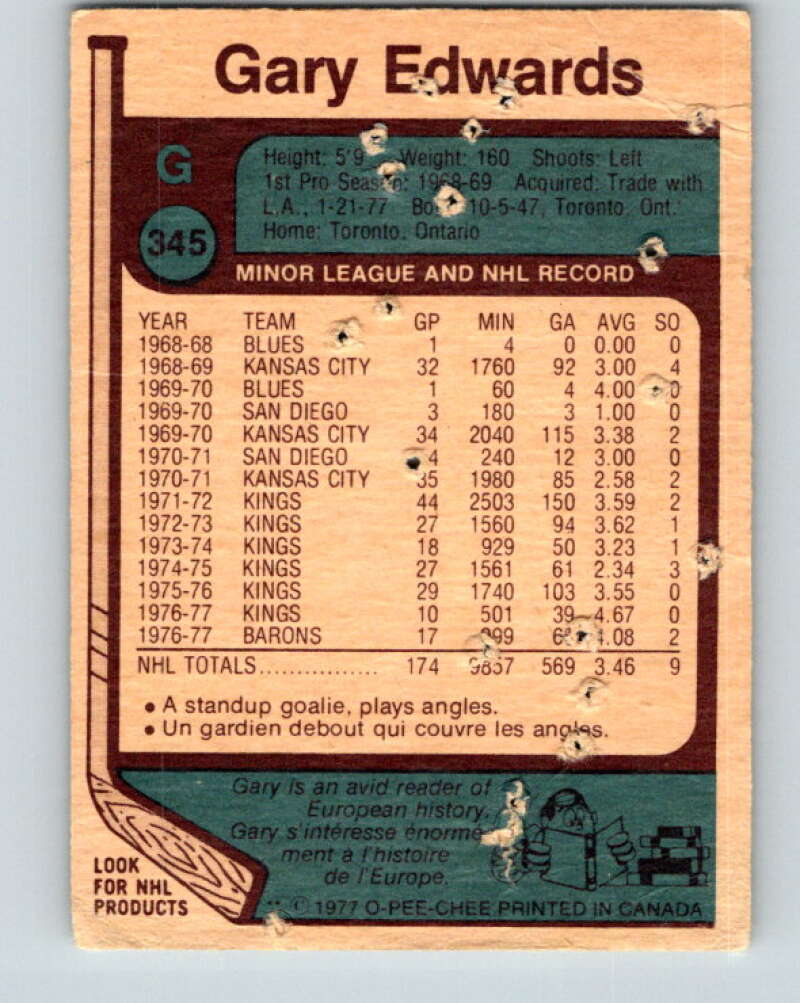 Gary Edwards
G
345
Height: 5'9 Weight: 160 Shoots: Left
1st Pro Season: 1968-69 Acquired: Trade with
L.A., 1-21-77 10-5-47, Toronto, Ont.
Home: Toronto, Ontario
MINOR LEAGUE AND NHL RECORD
YEAR TEAM GP MIN GA AVG SO
1968-68 BLUES 1 4 0 0.00 0
1968-69 KANSAS CITY 32 1760 92 3.00 4
1969-70 BLUES 1 60 4 4.00 0
1969-70 SAN DIEGO 3 180 3 1.00 0
1969-70 KANSAS CITY 34 2040 115 3.38 2
1970-71 SAN DIEGO 4 240 12 3.00 0
1970-71 KANSAS CITY 35 1980 85 2.58 2
1971-72 KINGS 44 2503 150 3.59 2
1972-73 KINGS 27 1560 94 3.62 1
1973-74 KINGS 18 929 50 3.23 1
1974-75 KINGS 27 1561 61 2.34 3
1975-76 KINGS 29 1740 103 3.55 0
1976-77 KINGS 10 501 39 4.67 0
1976-77 BARONS 17 4.08 2
NHL TOTALS................ 174 9857 569 3.46 9
• A standup goalie, plays angles.
• Un gardien debout qui couvre les angles.
Gary is an avid reader of
European history.
Gary s'intéresse énormé-
ment à l'histoire
de l'Europe.
LOOK
FOR NHL
PRODUCTS
** © 1977 O-PEE-CHEE PRINTED IN CANADA